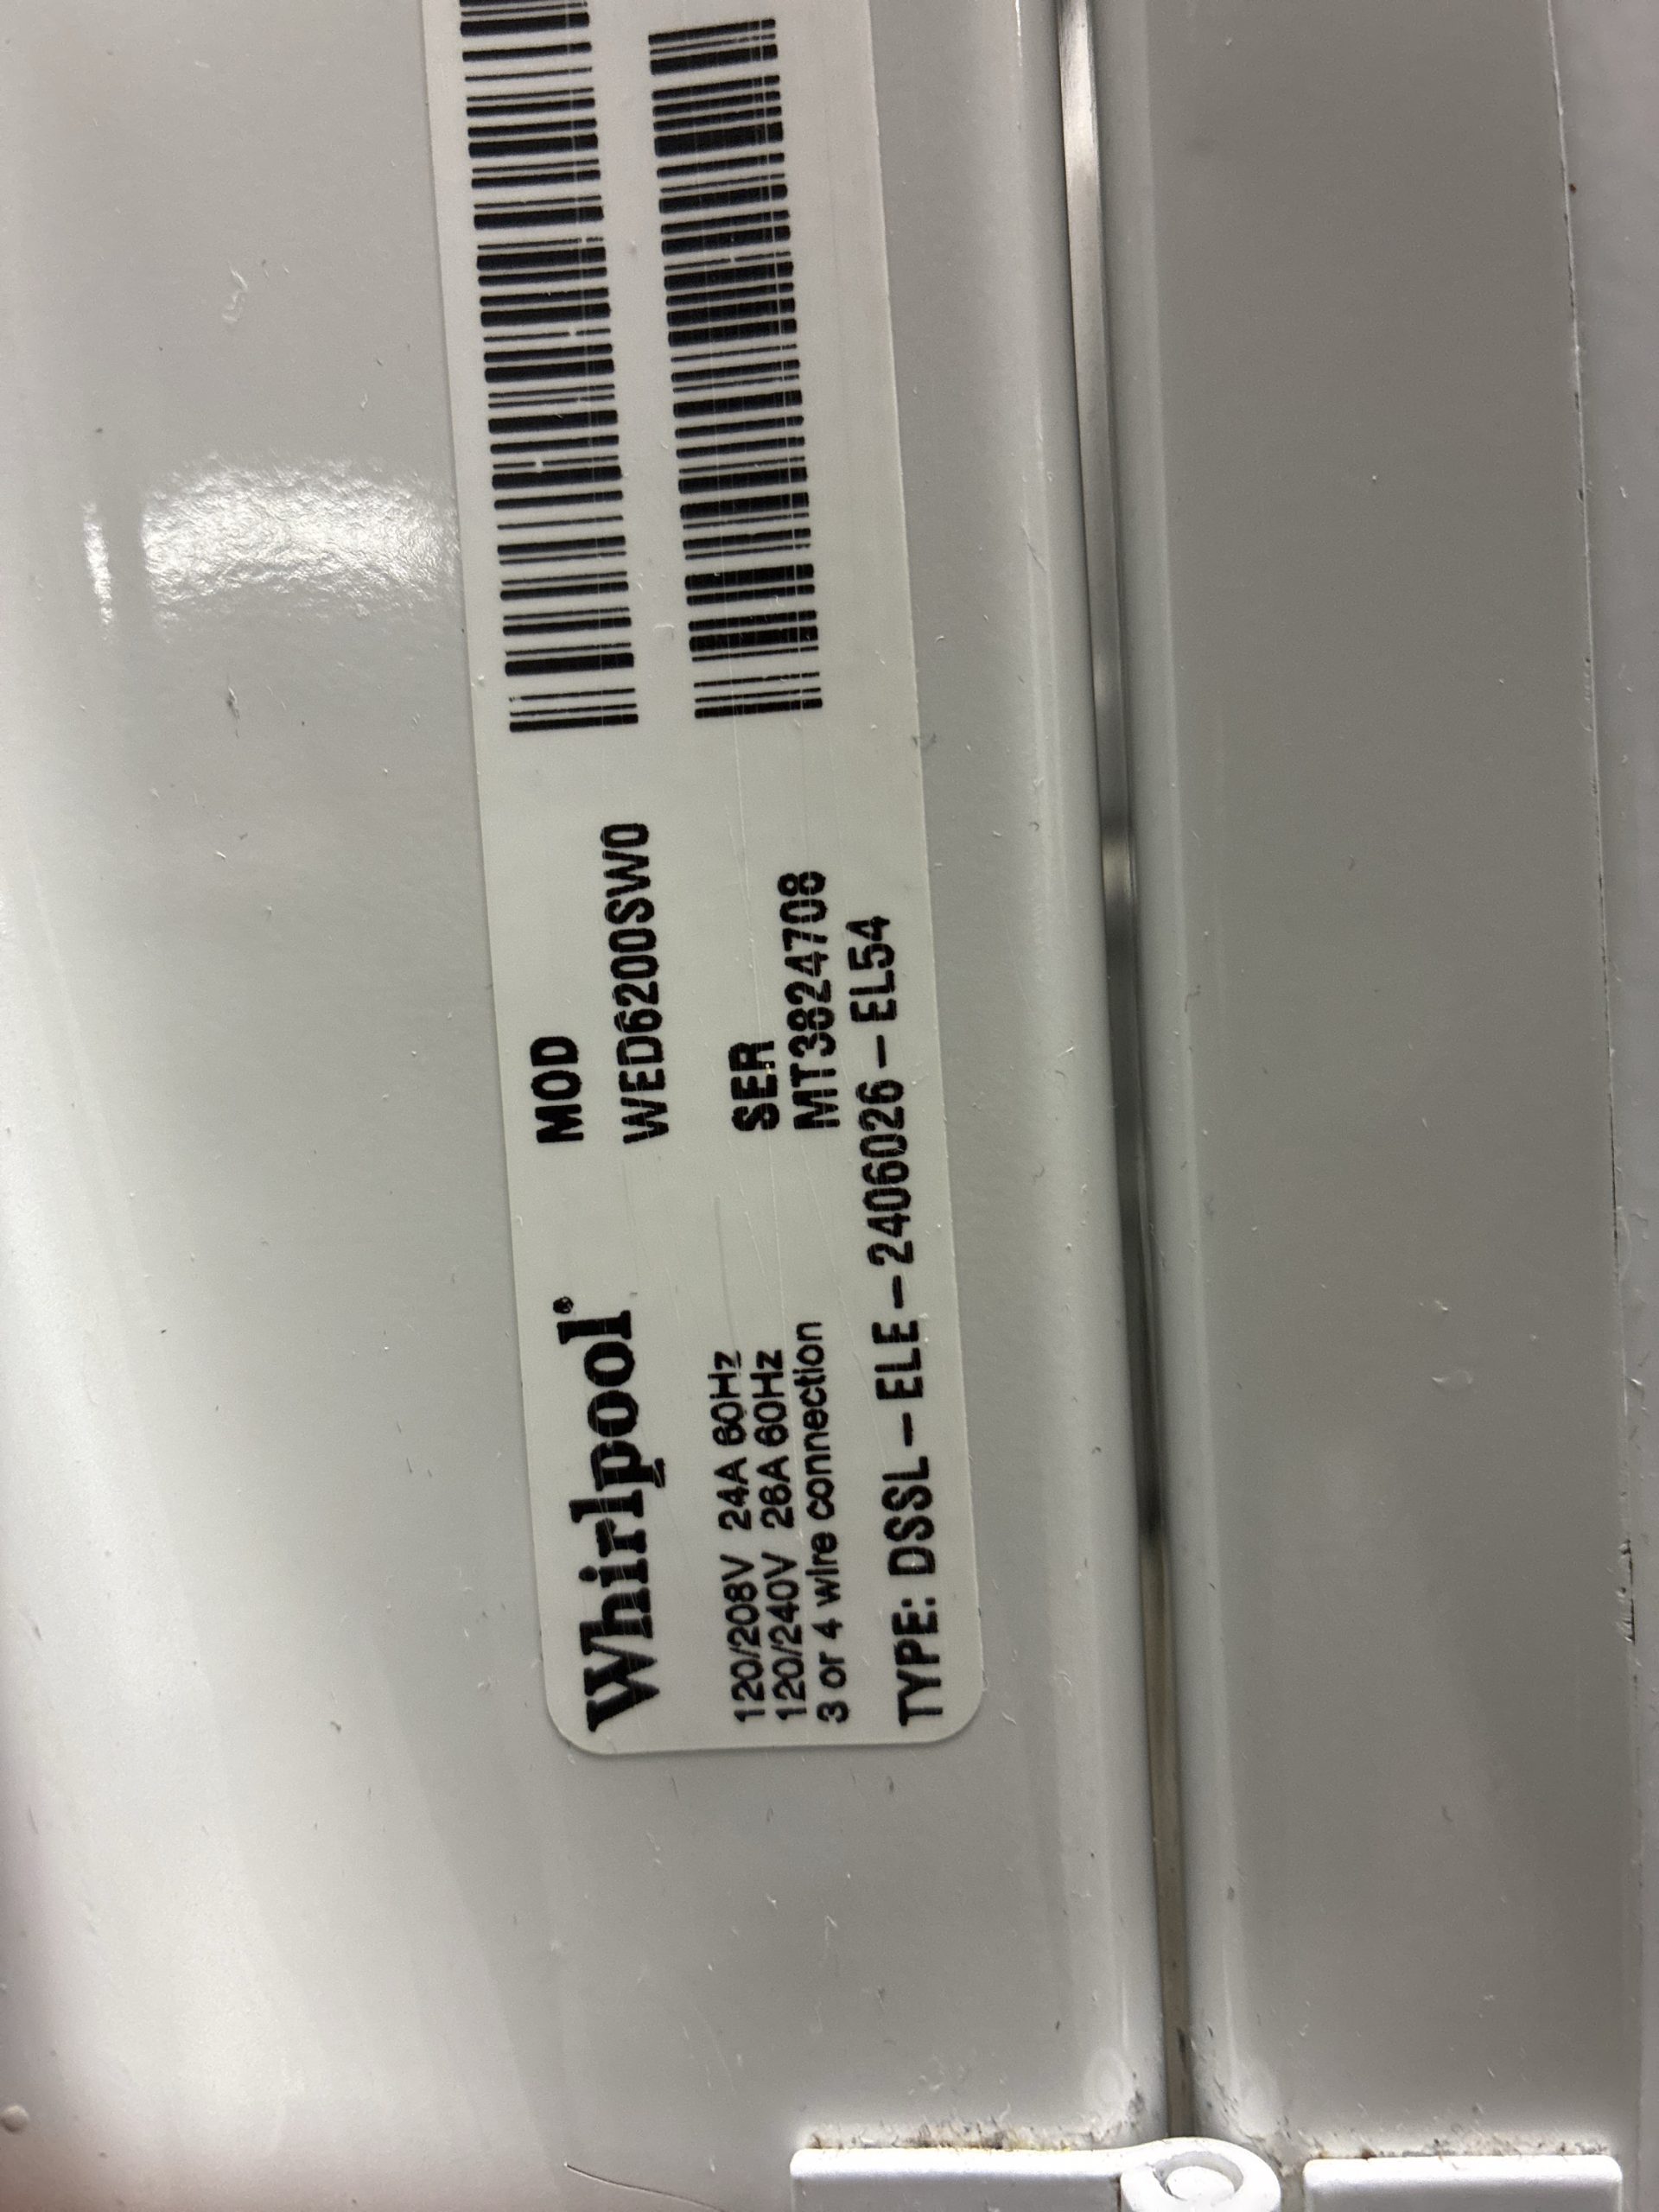 Whirlpool®
MOD
WED6200SW0
120/208V 24A 60Hz
120/240V 26A 60Hz
3 or 4 wire connection
SER
MT3824708
TYPE: DSSL-ELE-2406026-EL54